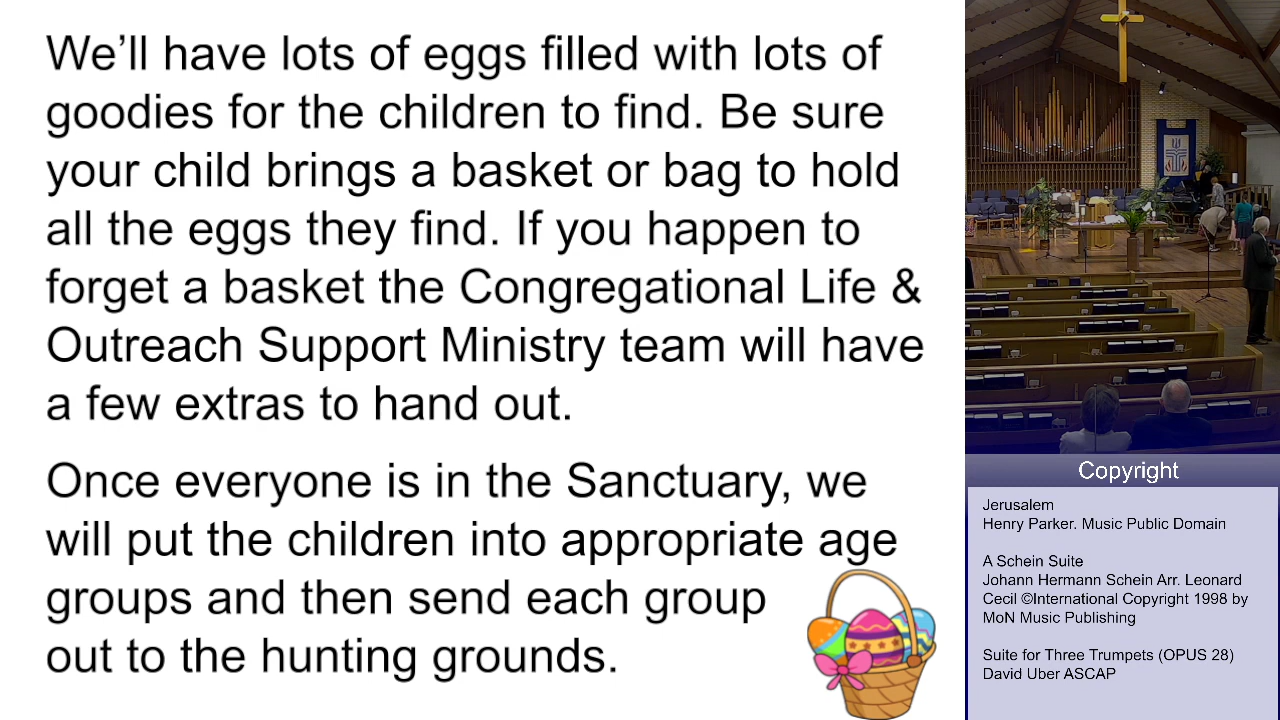 We’ll have lots of eggs filled with lots of
goodies for the children to find. Be sure
your child brings a basket or bag to hold
all the eggs they find. If you happen to
forget a basket the Congregational Life &
Outreach Support Ministry team will have
a few extras to hand out.
Once everyone is in the Sanctuary, we
will put the children into appropriate age
groups and then send each group
out to the hunting grounds.
Copyright
Jerusalem
Henry Parker. Music Public Domain
A Schein Suite
Johann Hermann Schein Arr. Leonard
Cecil ©International Copyright 1998 by
MoN Music Publishing
Suite for Three Trumpets (OPUS 28)
David Uber ASCAP